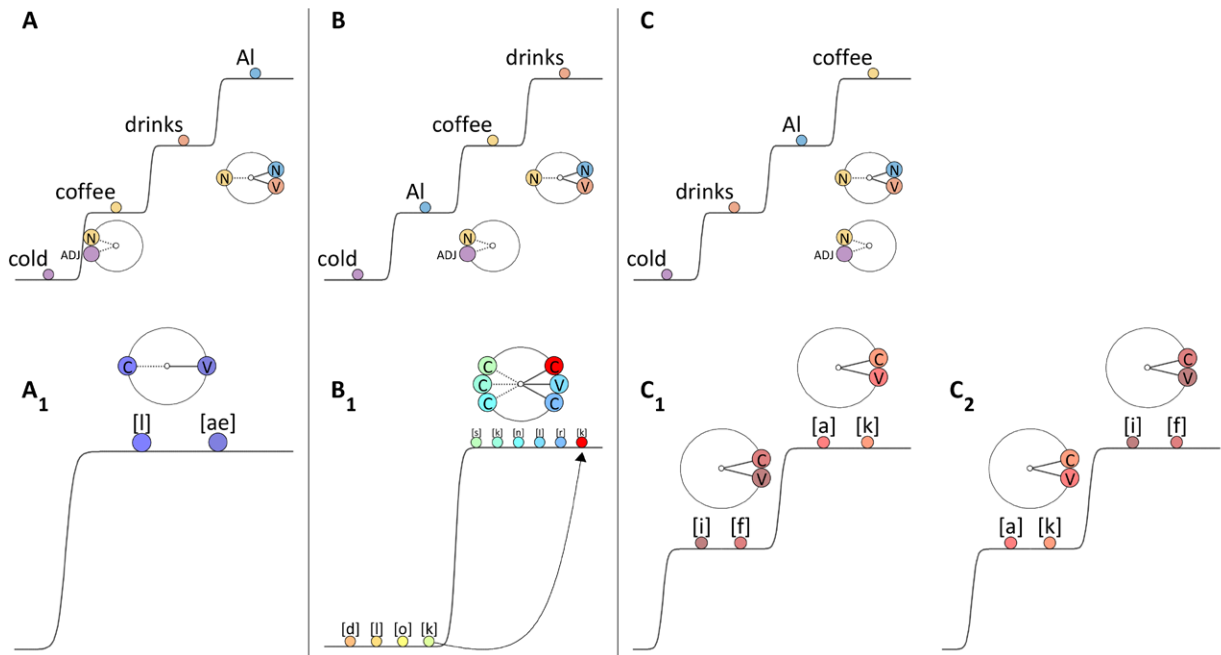 A
Al
drinks
coffee
cold
N
N
V
N
ADJ
B
drinks
coffee
Al
cold
N
N
V
N
ADJ
C
coffee
Al
drinks
cold
N
N
V
N
ADJ
A1
C
V
[l] [ae]
B1
C
C
C
C
V
C
[s] [k] [n] [l] [r] [k]
[d] [l] [o] [k]
C1
C
V
[a] [k]
C
V
[i] [f]
C2
C
V
[i] [f]
C
V
[a] [k]